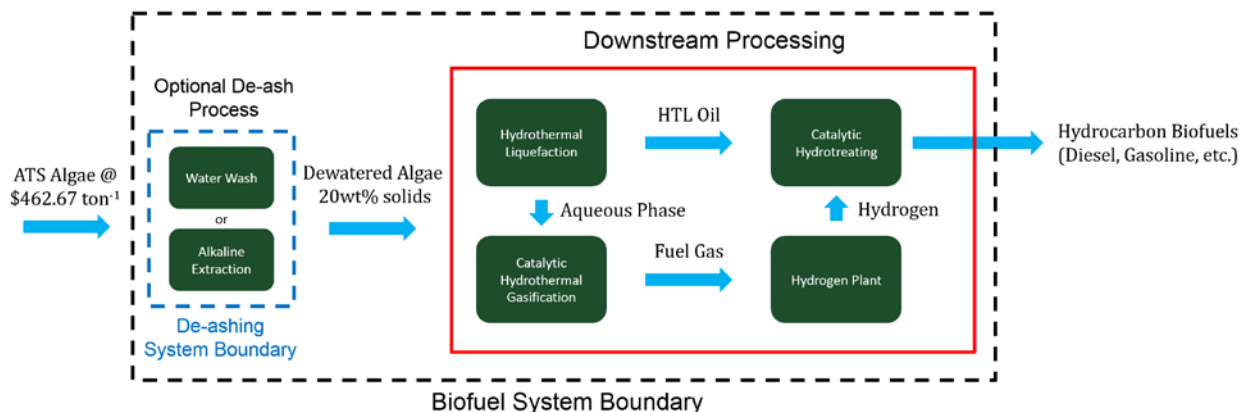 Downstream Processing
Optional De-ash
Process
Water Wash
or
Alkaline
Extraction
De-ashing
System Boundary
ATS Algae @
$462.67 ton⁻¹
Dewatered Algae
20wt% solids
Hydrothermal
Liquefaction
HTL Oil
Catalytic
Hydrotreating
Hydrocarbon Biofuels
(Diesel, Gasoline, etc.)
Aqueous Phase
Hydrogen
Catalytic
Hydrothermal
Gasification
Fuel Gas
Hydrogen Plant
Biofuel System Boundary